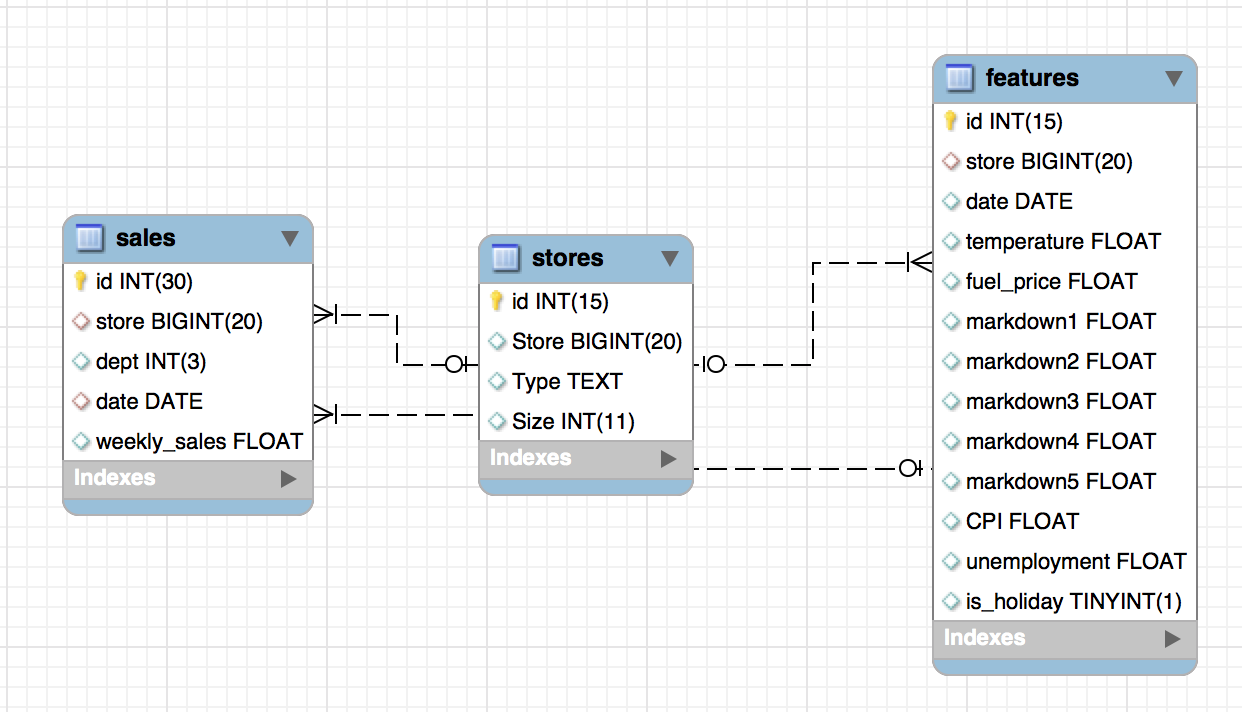 sales
id INT(30)
store BIGINT(20)
dept INT(3)
date DATE
weekly_sales FLOAT
Indexes
stores
id INT(15)
Store BIGINT(20)
Type TEXT
Size INT(11)
Indexes
features
id INT(15)
store BIGINT(20)
date DATE
temperature FLOAT
fuel_price FLOAT
markdown1 FLOAT
markdown2 FLOAT
markdown3 FLOAT
markdown4 FLOAT
markdown5 FLOAT
CPI FLOAT
unemployment FLOAT
is_holiday TINYINT(1)
Indexes